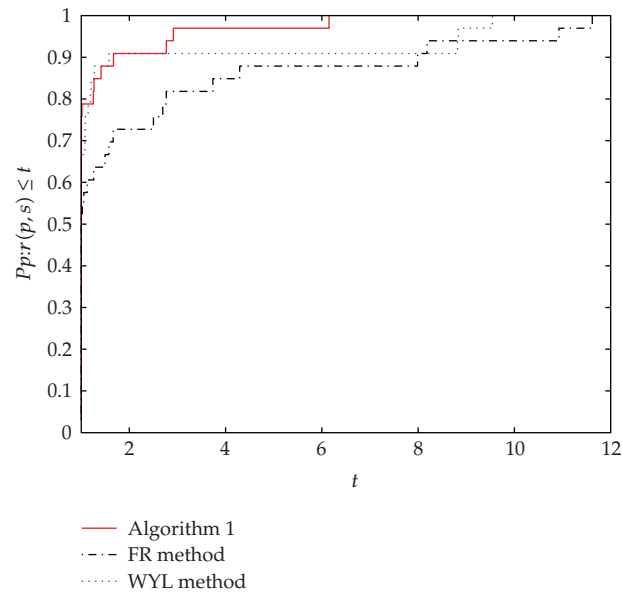 1
0.9
0.8
0.7
0.6
0.5
0.4
0.3
0.2
0.1
0
Pp:r(p, s) ≤ t
2 4 6 8 10 12
t
Algorithm 1
FR method
WYL method